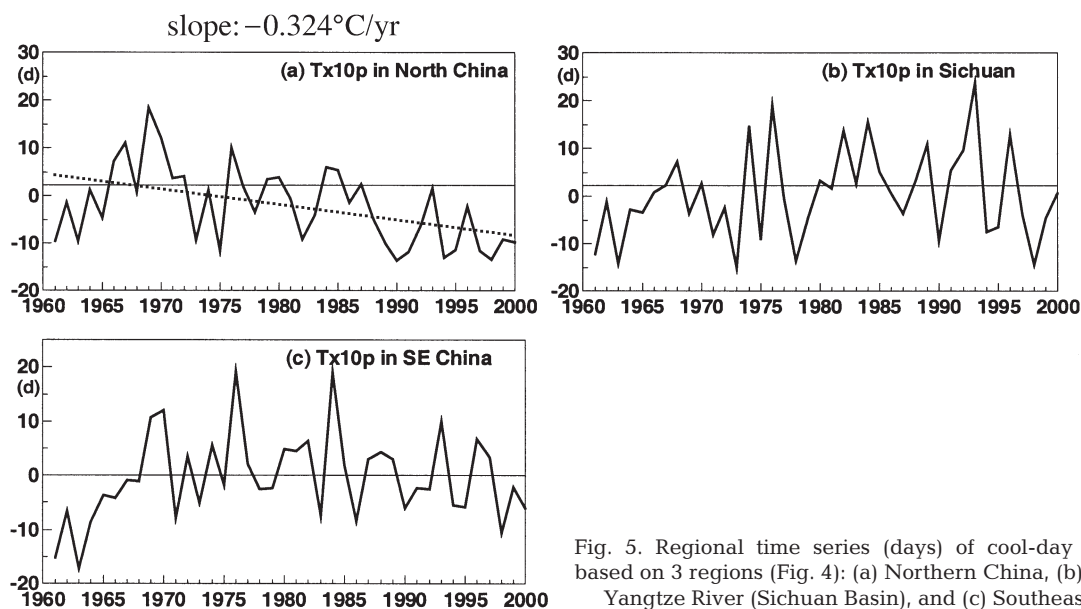 slope: −0.324°C/yr
(a) Tx10p in North China
30
(d)
20
10
0
-10
-20
1960 1965 1970 1975 1980 1985 1990 1995 2000
(b) Tx10p in Sichuan
30
(d)
20
10
0
-10
-20
1960 1965 1970 1975 1980 1985 1990 1995 2000
(c) Tx10p in SE China
20
(d)
10
0
-10
-20
1960 1965 1970 1975 1980 1985 1990 1995 2000
Fig. 5. Regional time series (days) of cool-day
based on 3 regions (Fig. 4): (a) Northern China, (b)
Yangtze River (Sichuan Basin), and (c) Southeas